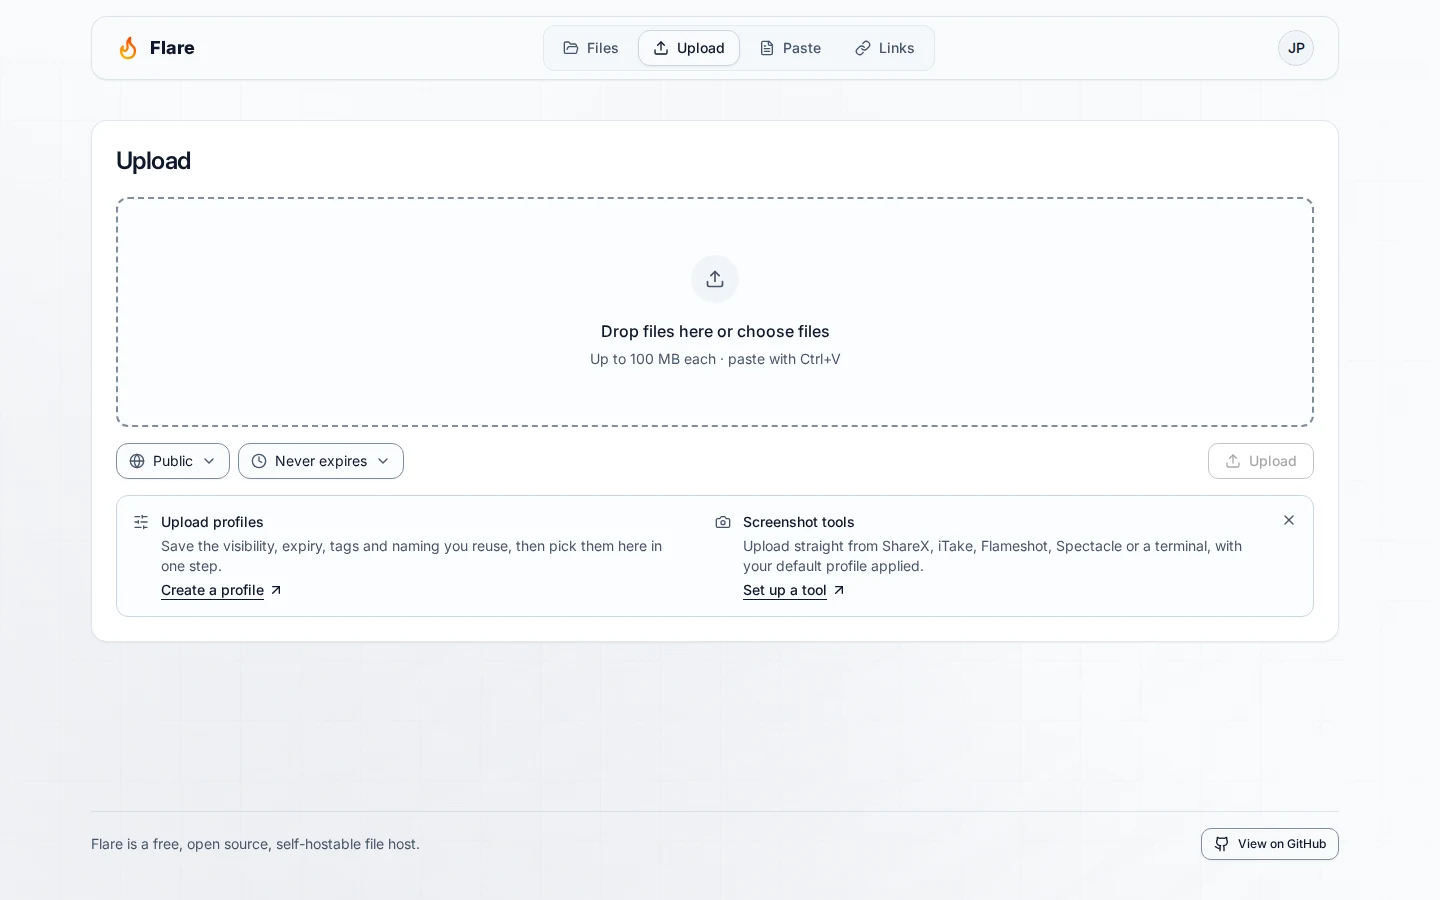 Flare
Files
Upload
Paste
Links
JP
Upload
Drop files here or choose files
Up to 100 MB each · paste with Ctrl+V
Public
Never expires
Upload
Upload profiles
Save the visibility, expiry, tags and naming you reuse, then pick them here in
one step.
Create a profile
Screenshot tools
Upload straight from ShareX, iTake, Flameshot, Spectacle or a terminal, with
your default profile applied.
Set up a tool
Flare is a free, open source, self-hostable file host.
View on GitHub